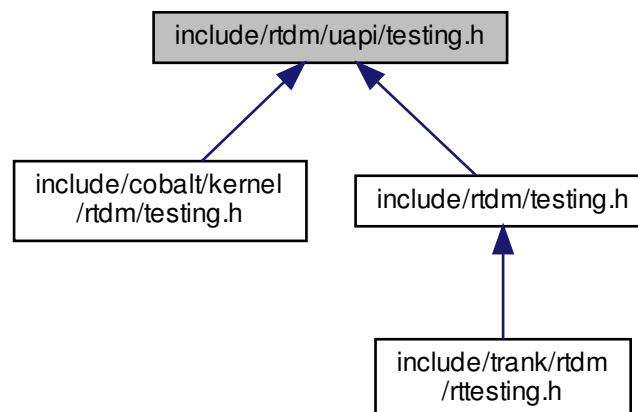 include/rtdm/uapi/testing.h
include/cobalt/kernel
/rtdm/testing.h
include/rtdm/testing.h
include/trank/rtdm
/rttesting.h